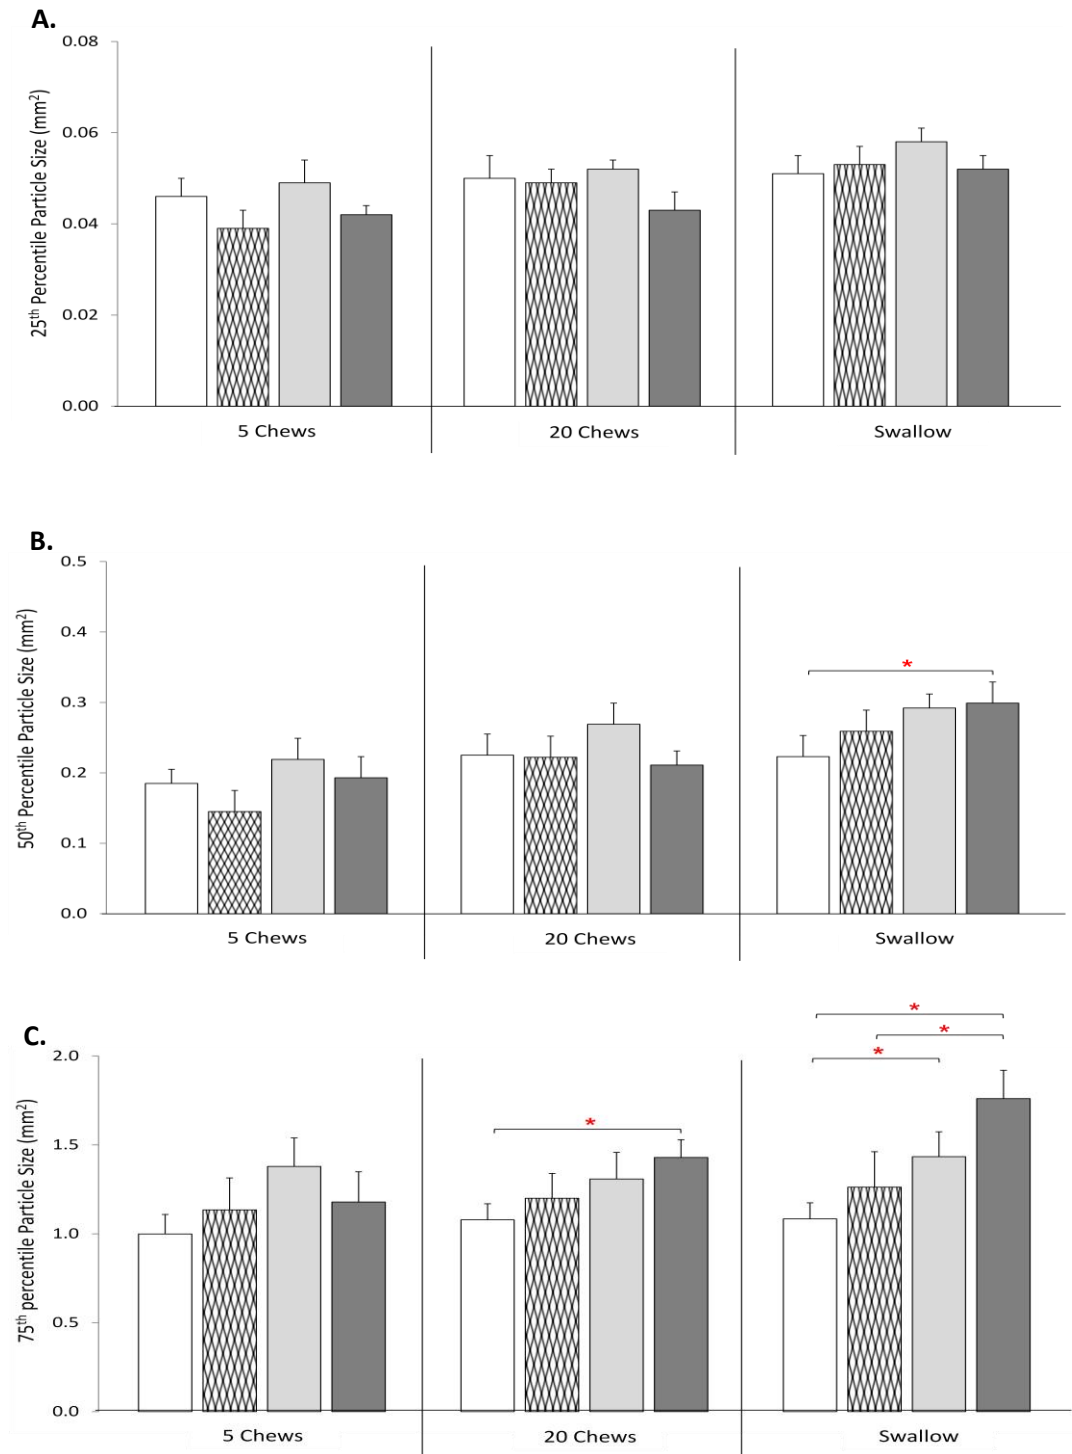 A.
25th Percentile Particle Size (mm2)
0.08
0.06
0.04
0.02
0.00
5 Chews
20 Chews
Swallow
B.
50th Percentile Particle Size (mm2)
0.5
0.4
0.3
0.2
0.1
0.0
*
5 Chews
20 Chews
Swallow
C.
75th percentile Particle Size (mm2)
2.0
1.5
1.0
0.5
0.0
*
*
*
*
5 Chews
20 Chews
Swallow